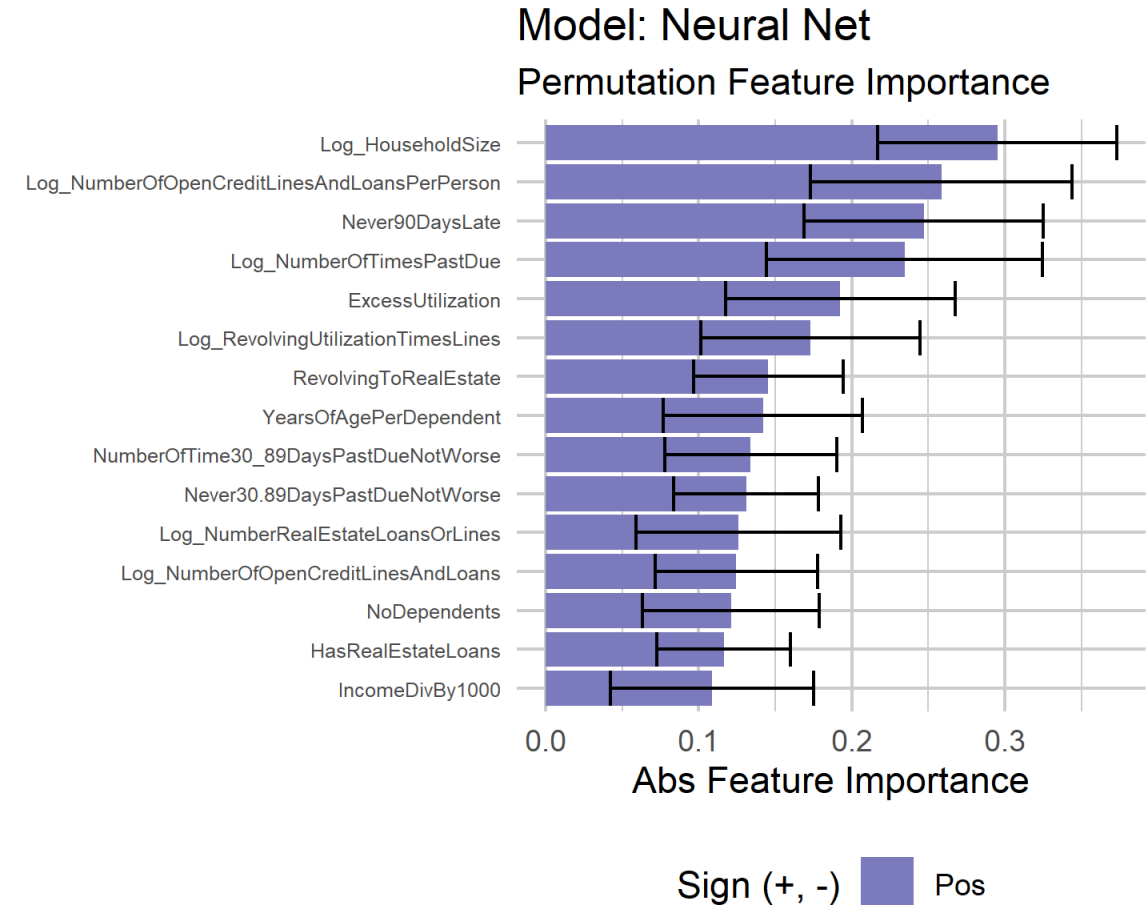 Model: Neural Net
Permutation Feature Importance
Log_HouseholdSize
Log_NumberOfOpenCreditLinesAndLoansPerPerson
Never90DaysLate
Log_NumberOfTimesPastDue
ExcessUtilization
Log_RevolvingUtilizationTimesLines
RevolvingToRealEstate
YearsOfAgePerDependent
NumberOfTime30_89DaysPastDueNotWorse
Never30.89DaysPastDueNotWorse
Log_NumberRealEstateLoansOrLines
Log_NumberOfOpenCreditLinesAndLoans
NoDependents
HasRealEstateLoans
IncomeDivBy1000
0.0 0.1 0.2 0.3
Abs Feature Importance
Sign (+, -) Pos